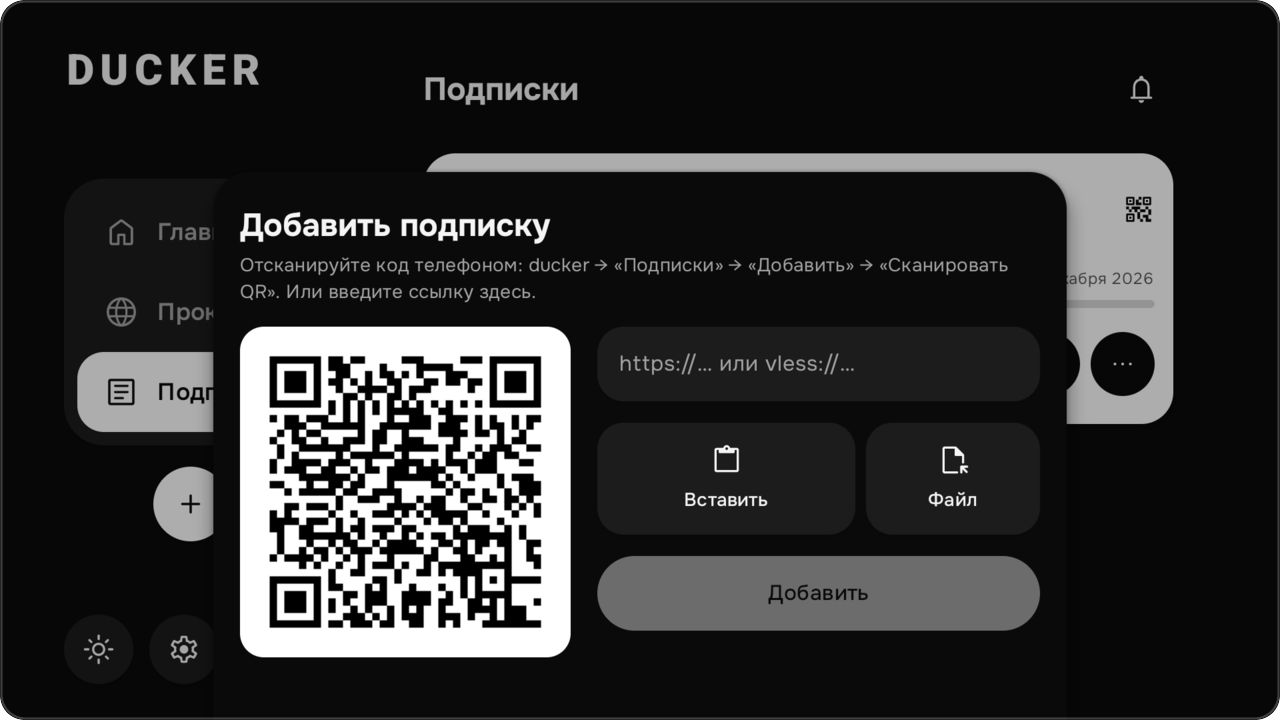 DUCKER
Подписки
Добавить подписку
Отсканируйте код телефоном: ducker → «Подписки» → «Добавить» → «Сканировать
QR». Или введите ссылку здесь.
https://... или vless://...
Вставить
Файл
Добавить
2026